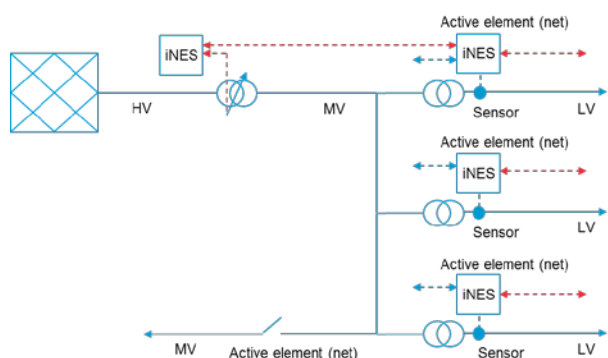 Active element (net)
iNES
iNES
HV
MV
Sensor
LV
Active element (net)
iNES
Sensor
LV
Active element (net)
iNES
MV
Active element (net)
Sensor
LV